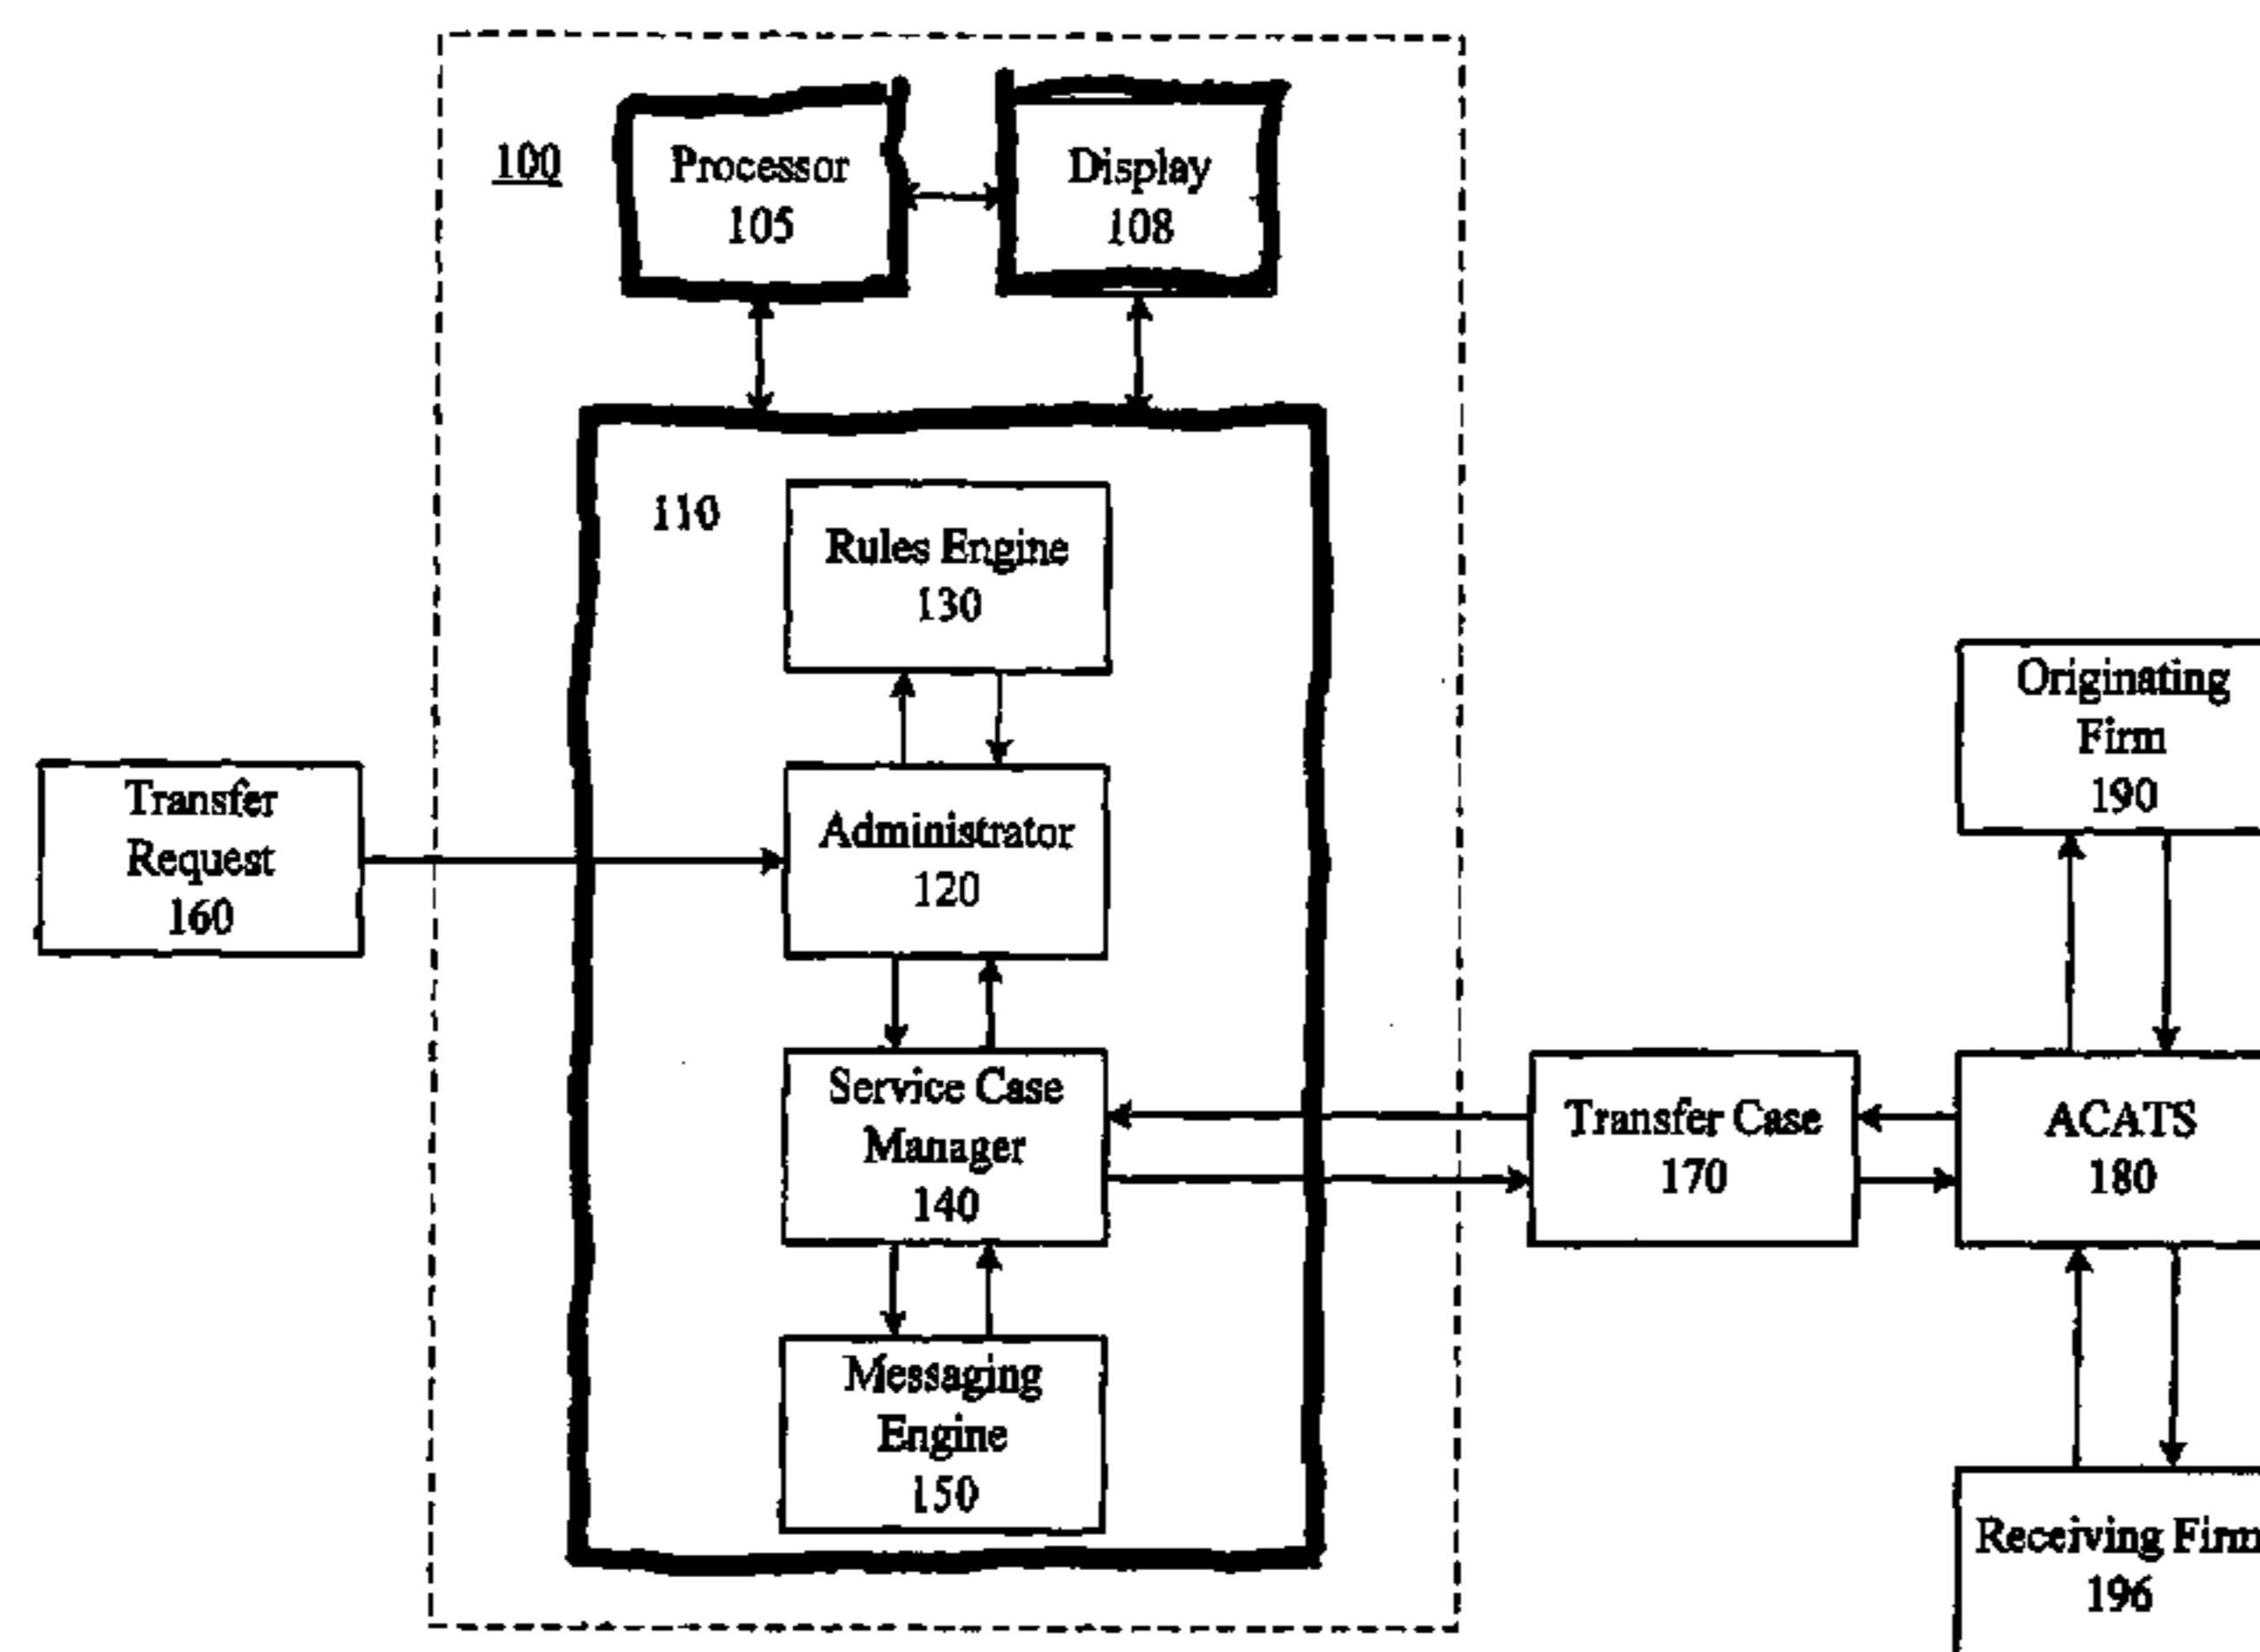 100
Processor
105
Display
108
110
Rules Engine
130
Originating
Firm
190
Transfer
Request
160
Administrator
120
Service Case
Manager
140
Transfer Case
170
ACATS
180
Messaging
Engine
150
Receiving Firm
196